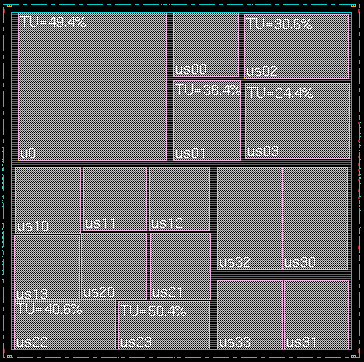 TU=49.4%
TU=30.6%
us00
us02
TU=36.4%
TU=24.4%
u0
us01
us03
us10
us11
us12
us32
us30
us13
us20
us21
TU=40.6%
TU=50.4%
us22
us23
us33
us31